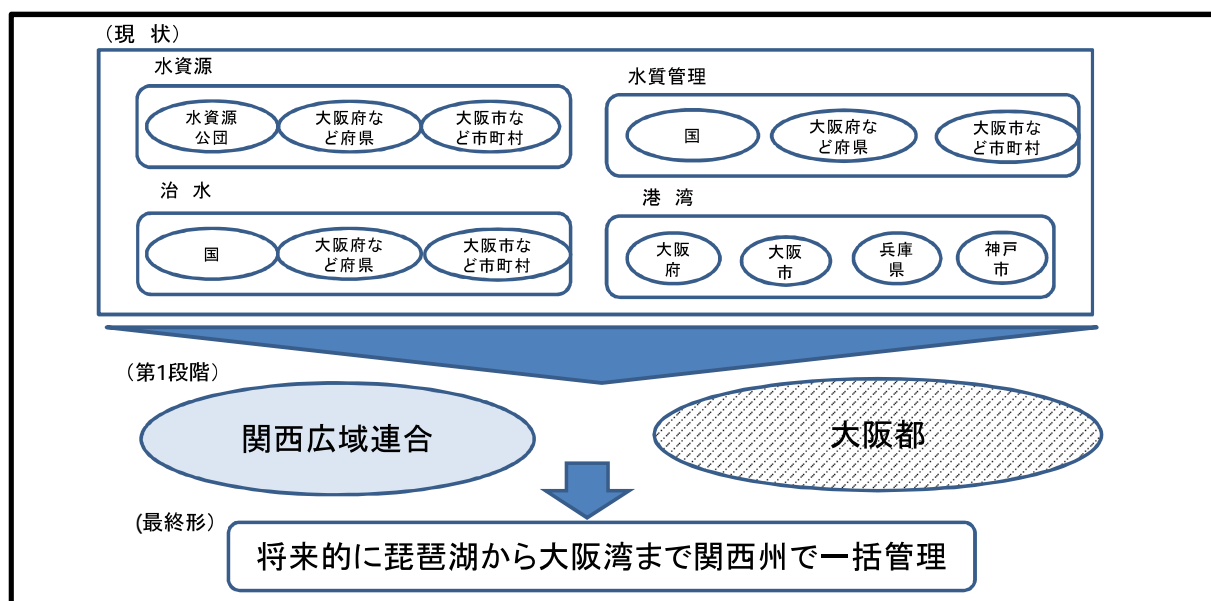 (現 状)
水資源
水資源
公団
大阪府な
ど府県
大阪市な
ど市町村
水質管理
国
大阪府な
ど府県
大阪市な
ど市町村
治 水
国
大阪府な
ど府県
大阪市な
ど市町村
港 湾
大阪
府
大阪
市
兵庫
県
神戸
市
(第1段階)
関西広域連合
大阪都
(最終形)
将来的に琵琶湖から大阪湾まで関西州で一括管理